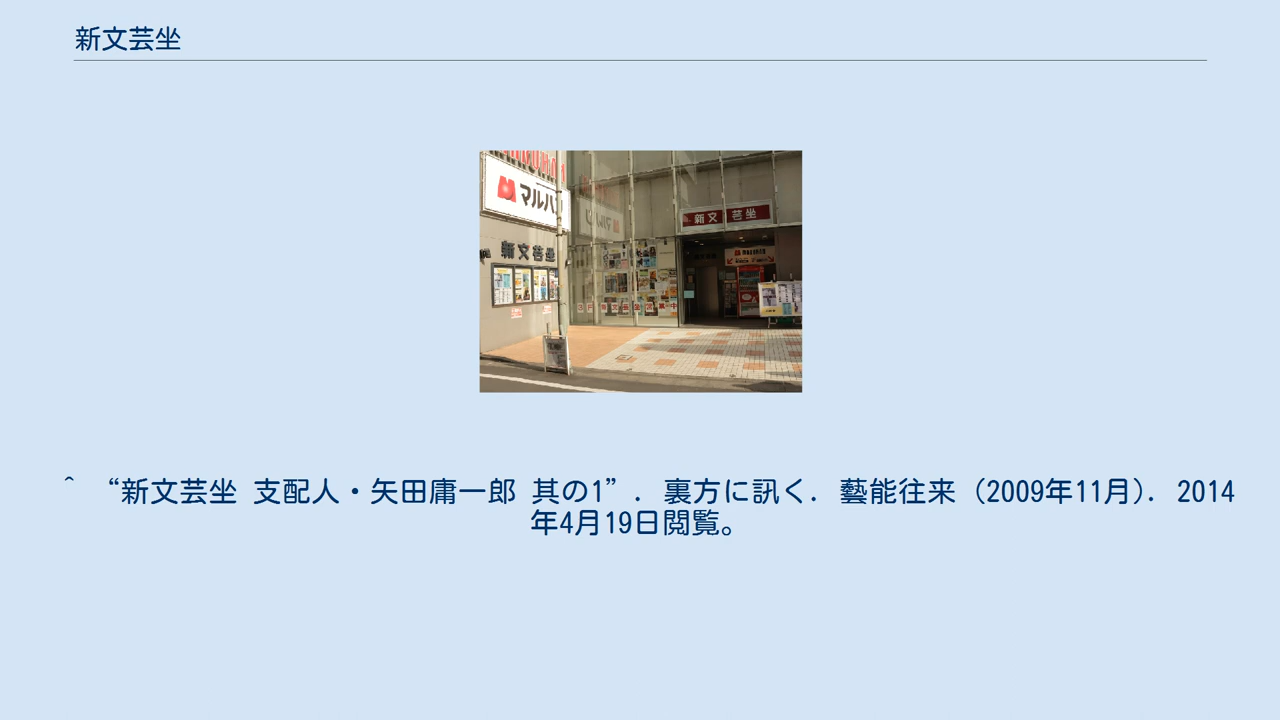 新文芸坐
マルハン
新文芸坐
新文芸坐
^ “新文芸坐 支配人・矢田庸一郎 其の1”. 裏方に訊く. 藝能往来 (2009年11月). 2014
年4月19日閲覧。